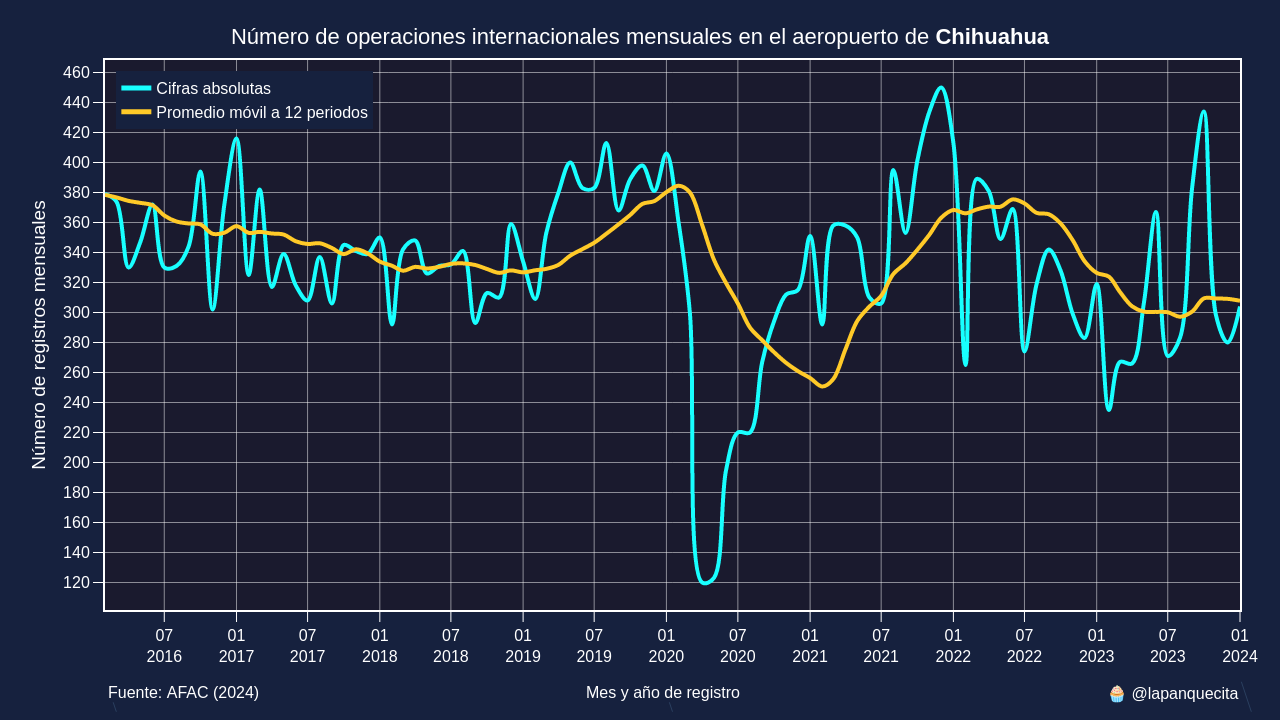 Número de operaciones internacionales mensuales en el aeropuerto de Chihuahua
Cifras absolutas
Promedio móvil a 12 periodos
Número de registros mensuales
460
440
420
400
380
360
340
320
300
280
260
240
220
200
180
160
140
120
07 01 07 01 07 01 07 01 07 01 07 01 07 01 07 01
2016 2017 2017 2018 2018 2019 2019 2020 2020 2021 2021 2022 2022 2023 2023 2024
Fuente: AFAC (2024) Mes y año de registro 🧁 @lapanquecita